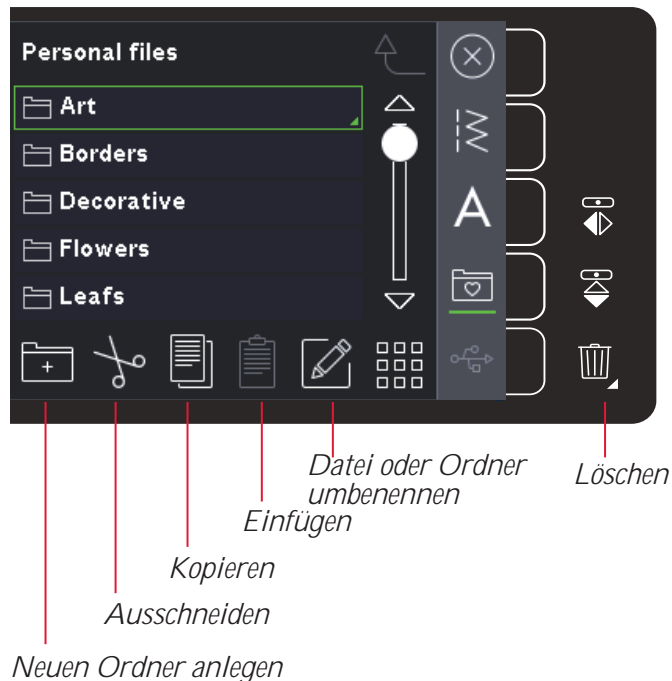 Personal files
Art
Borders
Decorative
Flowers
Leafs
A
Datei oder Ordner
umbenennen
Löschen
Einfügen
Kopieren
Ausschneiden
Neuen Ordner anlegen